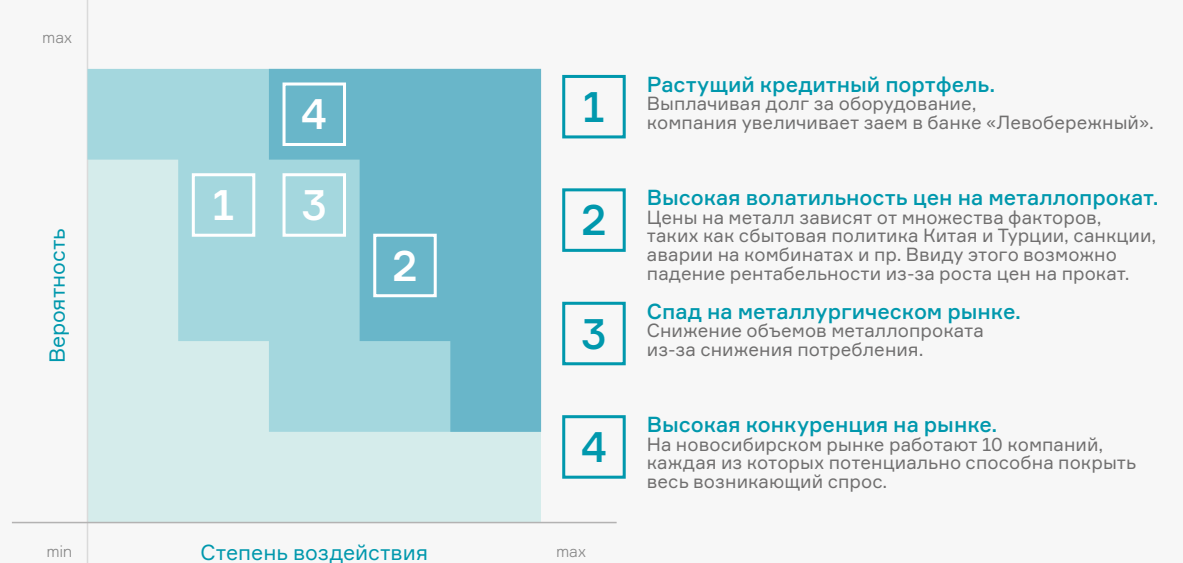 max
4
1
3
2
Вероятность
min
Степень воздействия
max
1
Растущий кредитный портфель.
Выплачивая долг за оборудование,
компания увеличивает заем в банке «Левобережный».
2
Высокая волатильность цен на металлопрокат.
Цены на металл зависят от множества факторов,
таких как сбытовая политика Китая и Турции, санкции,
аварии на комбинатах и пр. Ввиду этого возможно
падение рентабельности из-за роста цен на прокат.
3
Спад на металлургическом рынке.
Снижение объемов металлопроката
из-за снижения потребления.
4
Высокая конкуренция на рынке.
На новосибирском рынке работают 10 компаний,
каждая из которых потенциально способна покрыть
весь возникающий спрос.